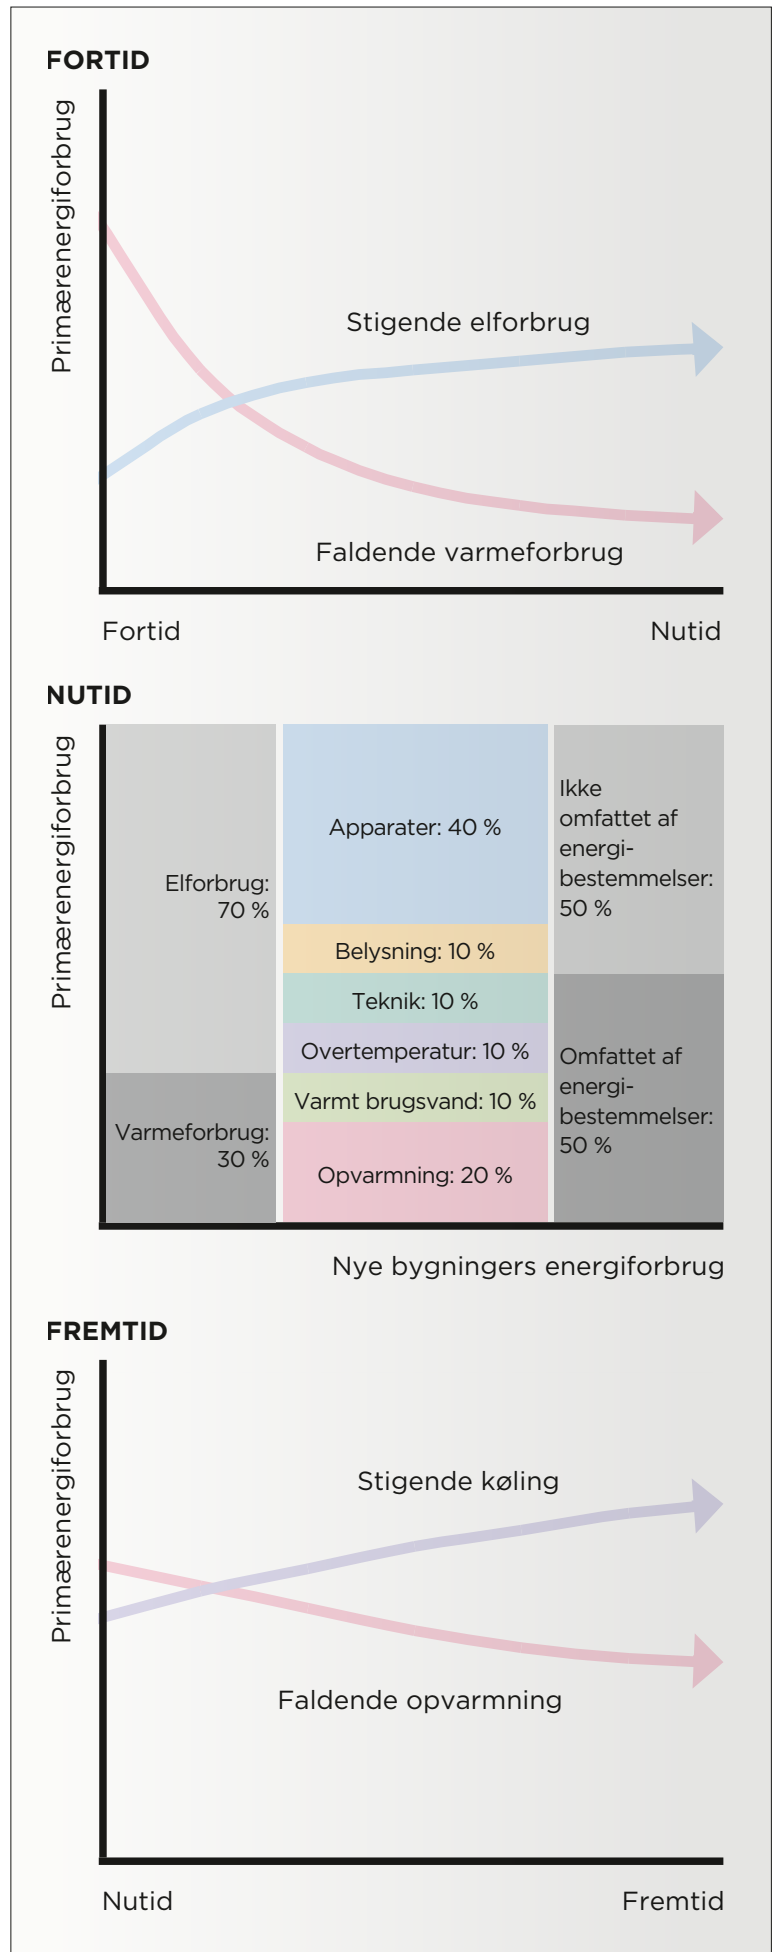 FORTID
Primærenergiforbrug
Stigende elforbrug
Faldende varmeforbrug
Fortid
Nutid
NUTID
Primærenergiforbrug
Elforbrug:
70 %
Varmeforbrug:
30 %
Apparater: 40 %
Belysning: 10 %
Teknik: 10 %
Overtemperatur: 10 %
Varmt brugsvand: 10 %
Opvarmning: 20 %
Ikke
omfattet af
energi-
bestemmelser:
50 %
Omfattet af
energi-
bestemmelser:
50 %
Nye bygningers energiforbrug
FREMTID
Primærenergiforbrug
Stigende køling
Faldende opvarmning
Nutid
Fremtid